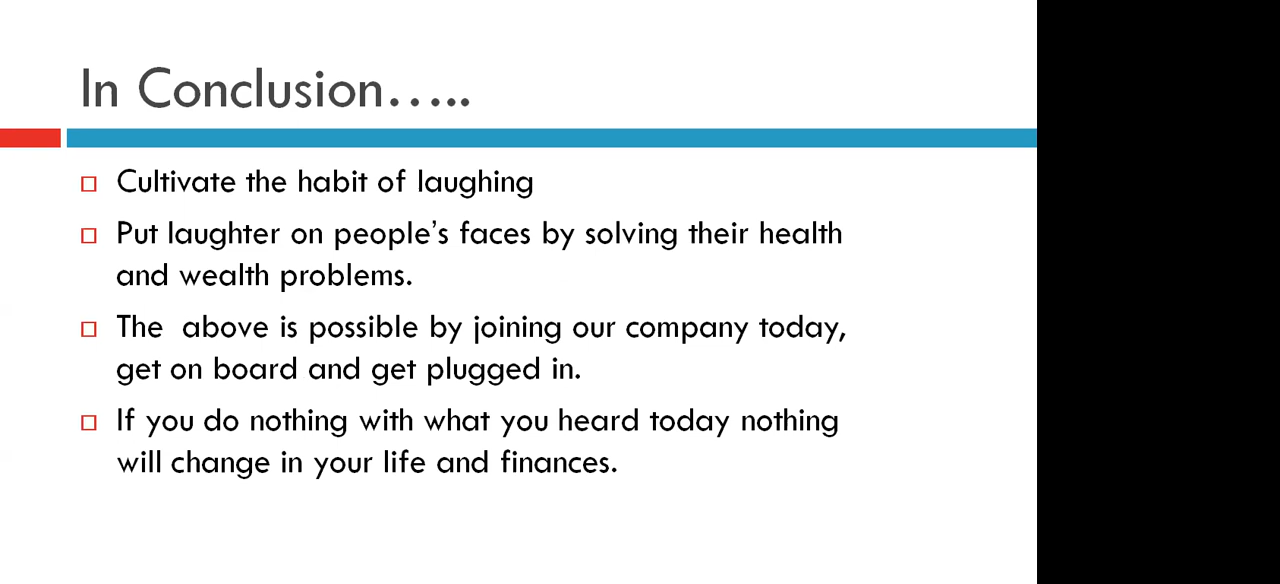 In Conclusion…..
Cultivate the habit of laughing
Put laughter on people’s faces by solving their health
and wealth problems.
The  above is possible by joining our company today,
get on board and get plugged in.
If you do nothing with what you heard today nothing
will change in your life and finances.